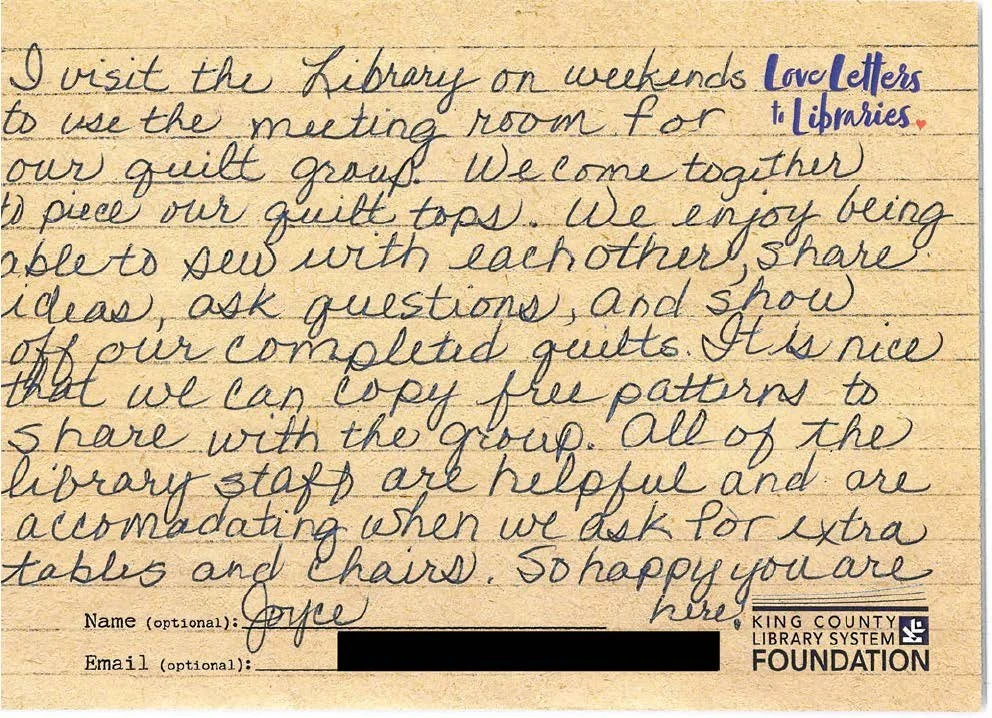 I visit the Library on weekends
to use the meeting room for
our quilt group. We come together
to piece our quilt tops. We enjoy being
able to sew with eachother, share
ideas, ask questions, and show
off our completed quilts. It is nice
that we can copy free patterns to
share with the group. All of the
library staff are helpful and are
accomadating when we ask for extra
tables and chairs. So happy you are
here!
Love Letters
to Libraries
Name (optional): Joyce
Email (optional):
KING COUNTY
LIBRARY SYSTEM
FOUNDATION